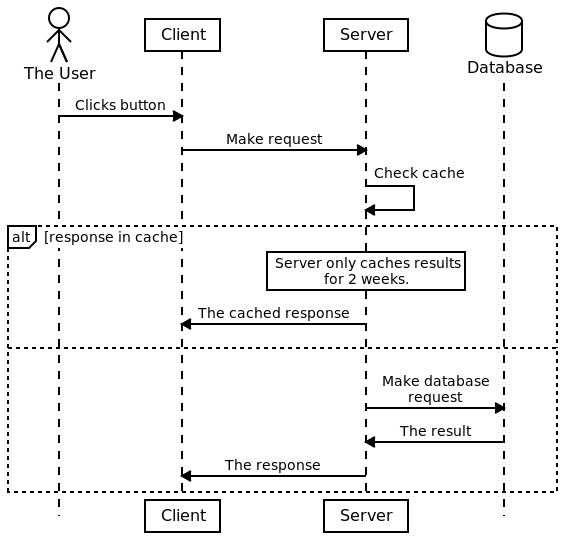 Client
Server
The User
Database
Clicks button
Make request
Check cache
alt
[response in cache]
Server only caches results
for 2 weeks.
The cached response
Make database
request
The result
The response
Client
Server